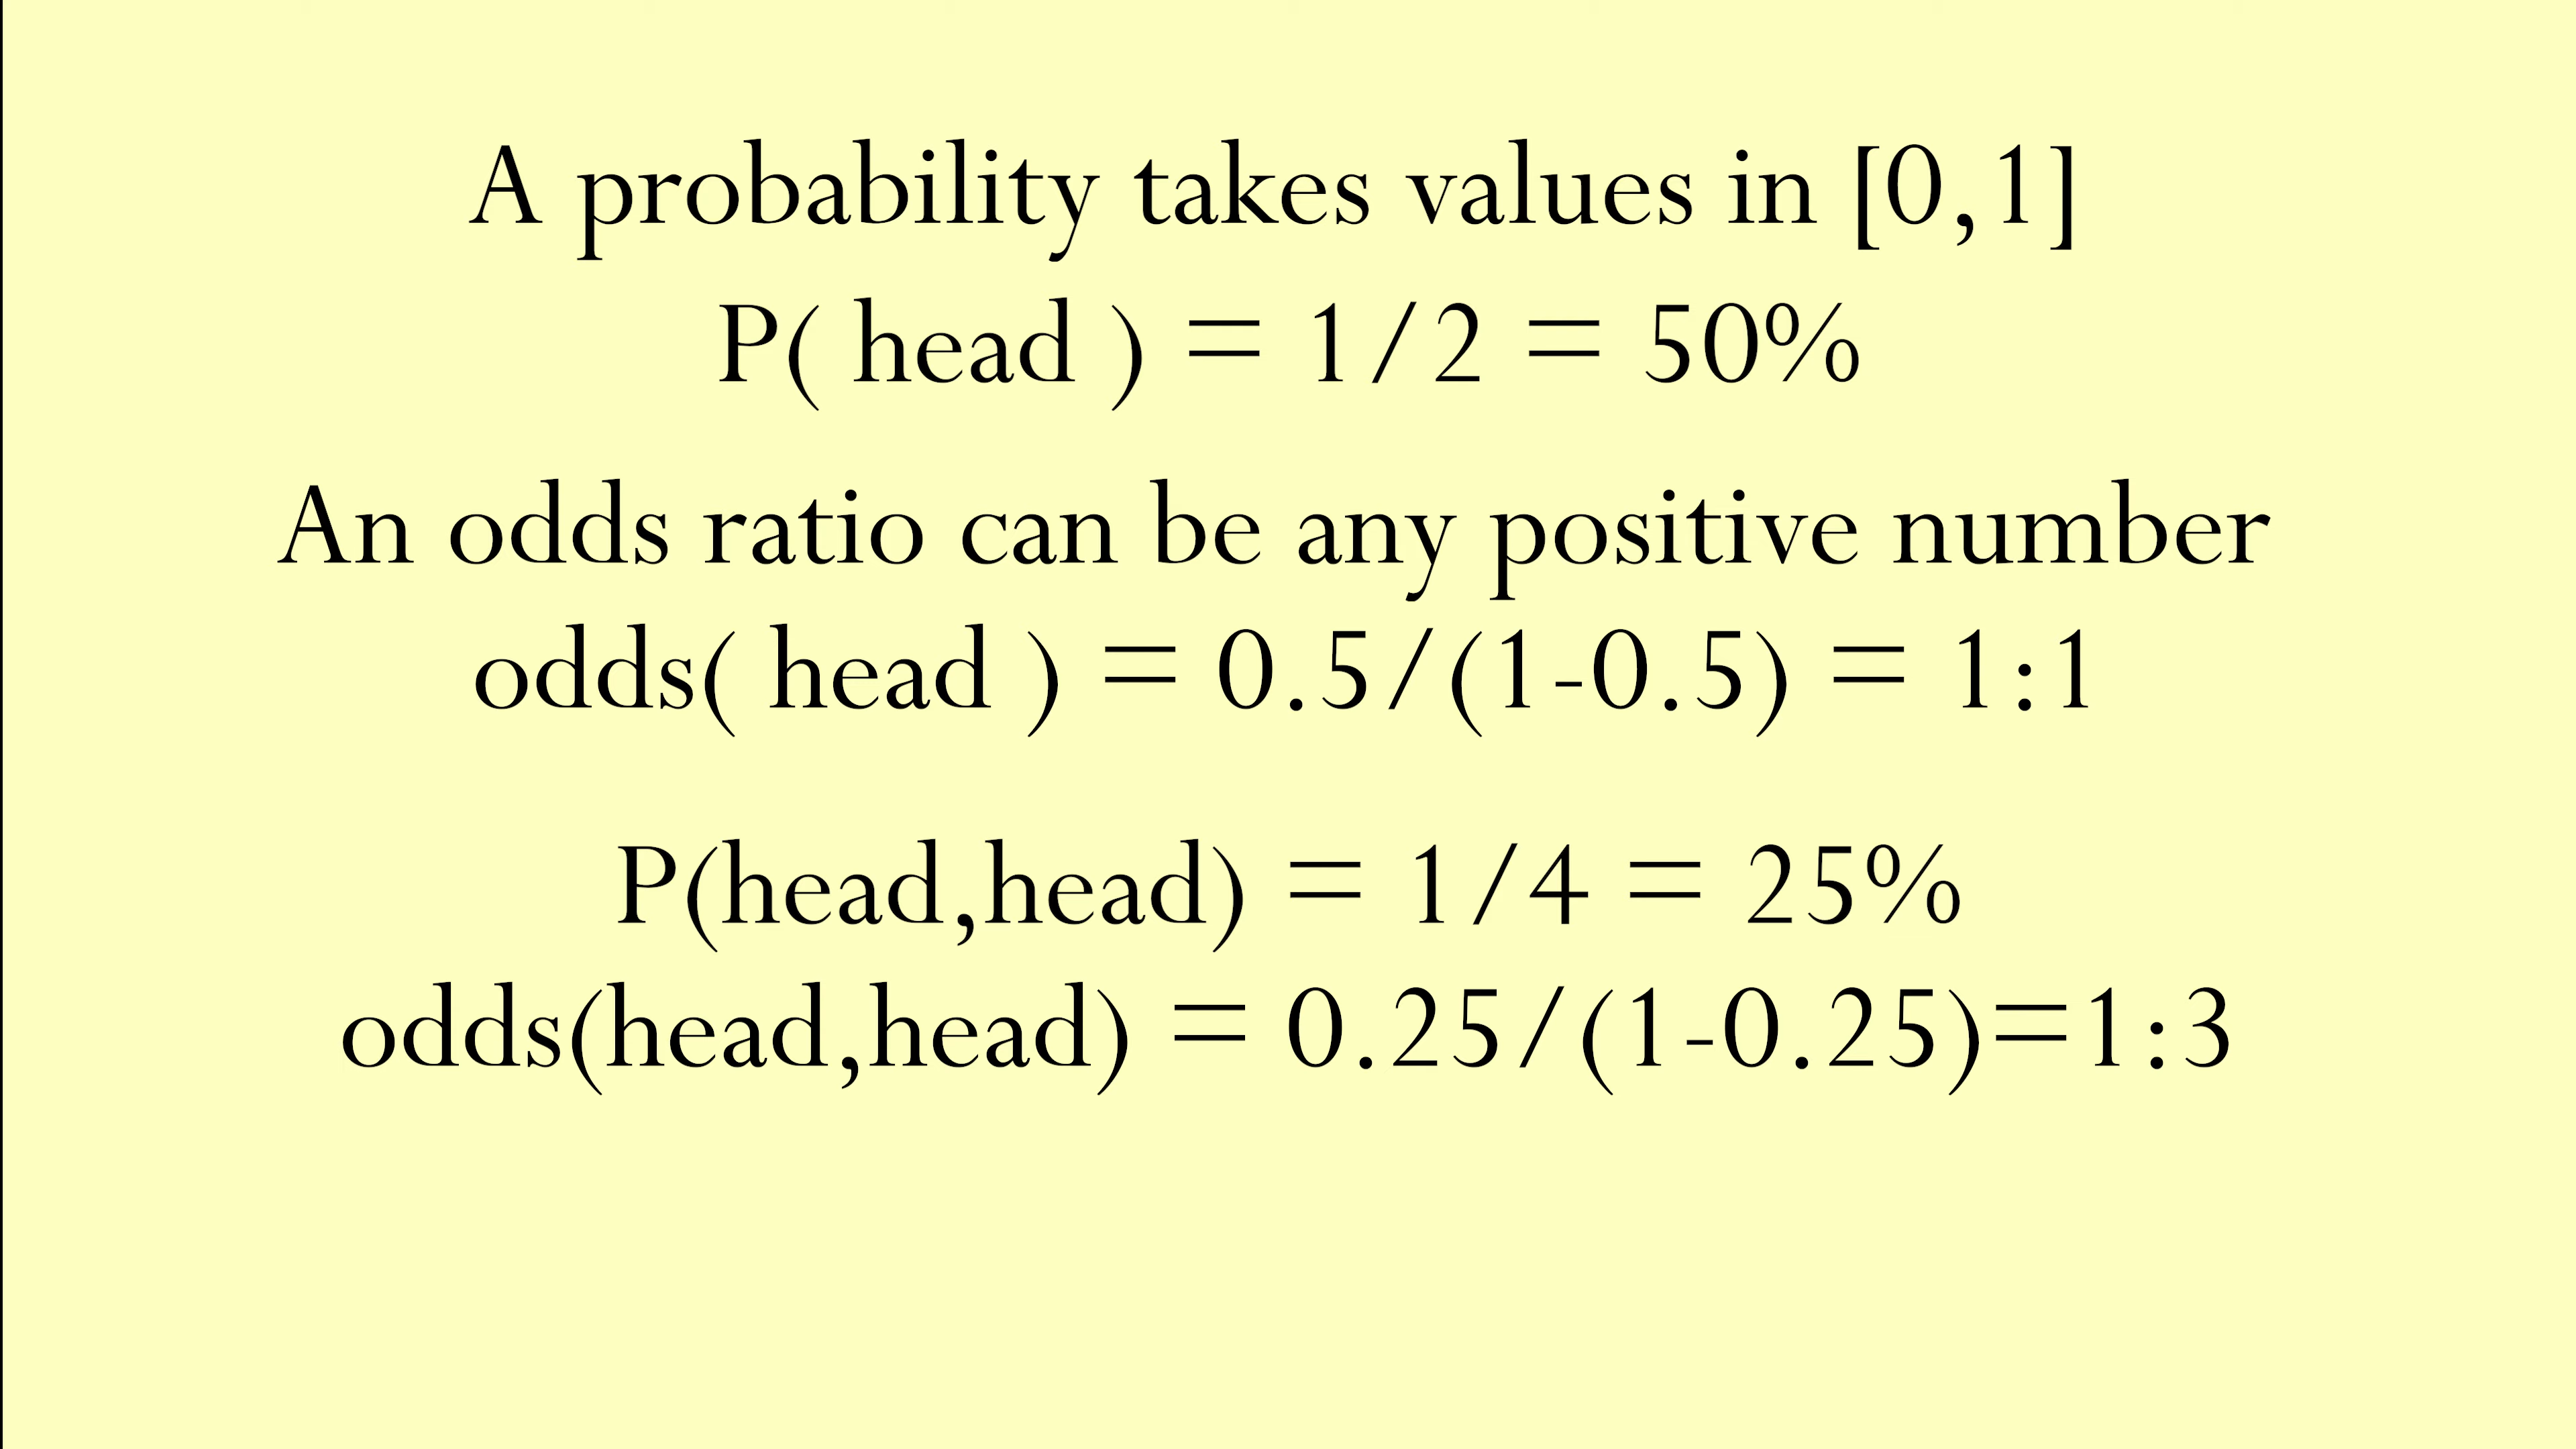 A probability takes values in [0,1]
P( head ) = 1/2 = 50%
An odds ratio can be any positive number
odds( head ) = 0.5/(1-0.5) = 1:1
P(head,head) = 1/4 = 25%
odds(head,head) = 0.25/(1-0.25)=1:3